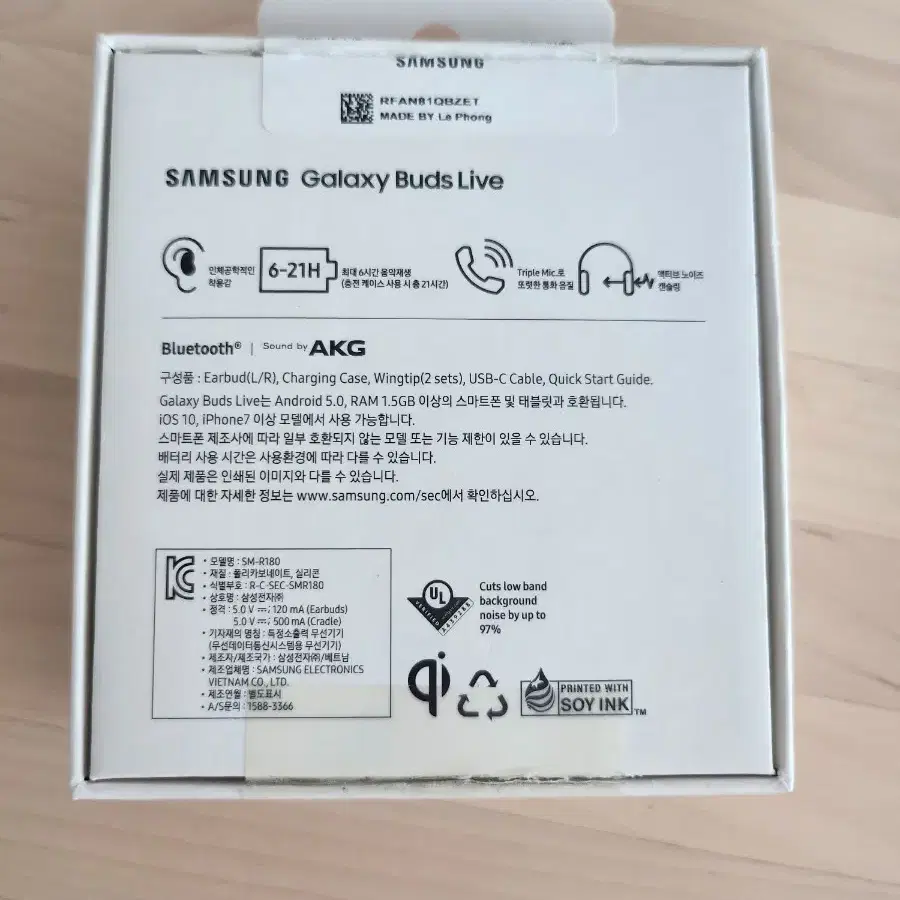 SAMSUNG
RFAN81QBZET
MADE BY Le Phong
SAMSUNG Galaxy Buds Live
인체공학적인
착용감
6-21H
최대 6시간 음악재생
(충전 케이스 사용 시 총 21시간)
Triple Mic.로
또렷한 통화 음질
액티브 노이즈
캔슬링
Bluetooth® | Sound by AKG
구성품 : Earbud(L/R), Charging Case, Wingtip(2 sets), USB-C Cable, Quick Start Guide.
Galaxy Buds Live는 Android 5.0, RAM 1.5GB 이상의 스마트폰 및 태블릿과 호환됩니다.
iOS 10, iPhone7 이상 모델에서 사용 가능합니다.
스마트폰 제조사에 따라 일부 호환되지 않는 모델 또는 기능 제한이 있을 수 있습니다.
배터리 사용 시간은 사용환경에 따라 다를 수 있습니다.
실제 제품은 인쇄된 이미지와 다를 수 있습니다.
제품에 대한 자세한 정보는 www.samsung.com/sec에서 확인하십시오.
• 모델명 : SM-R180
• 재질 : 폴리카보네이트, 실리콘
• 식별부호 : R-C-SEC-SMR180
• 상호명 : 삼성전자㈜
• 정격 : 5.0 V ⎓; 120 mA (Earbuds)
5.0 V ⎓; 500 mA (Cradle)
• 기자재의 명칭 : 특정소출력 무선기기
(무선데이터통신시스템용 무선기기)
• 제조자/제조국가 : 삼성전자㈜/베트남
• 제조업체명 : SAMSUNG ELECTRONICS
VIETNAM CO., LTD.
• 제조연월 : 별도표시
• A/S문의 : 1588-3366
UL
VERIFIED
Cuts low band
background
noise by up to
97%
qi
PRINTED WITH
SOY INK™